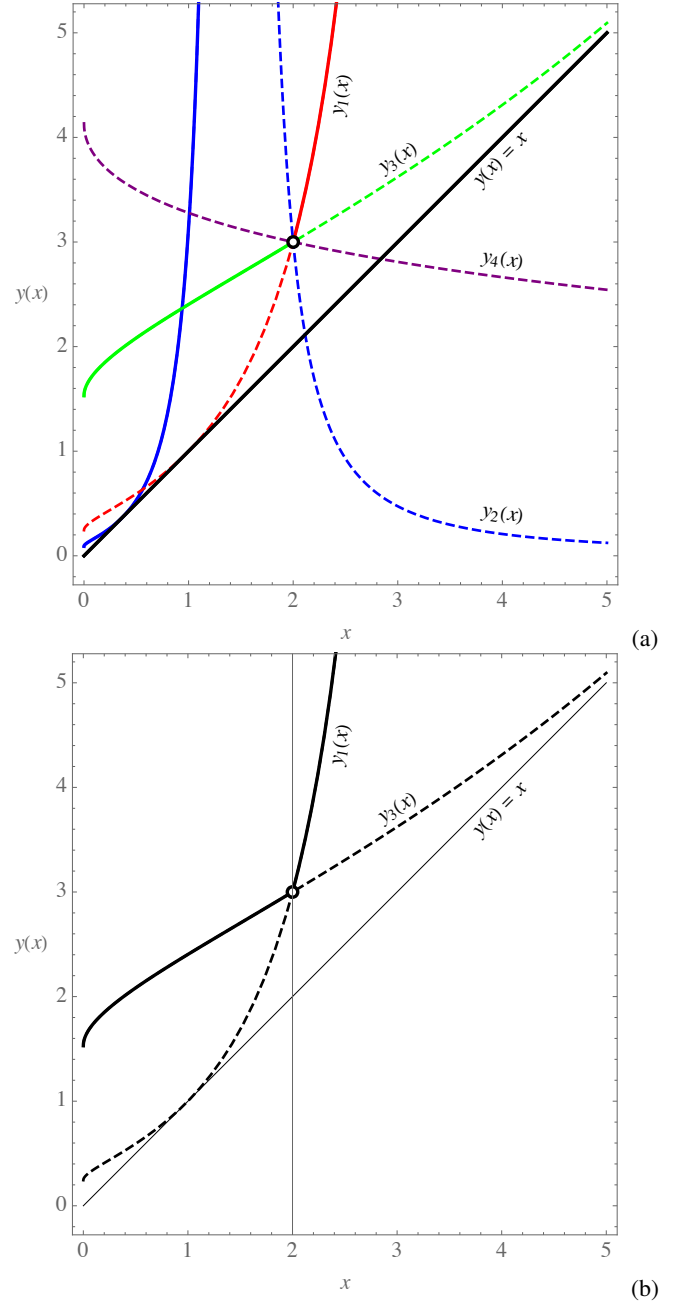 5
4
3
2
1
0
y(x)
y₁(x)
y₃(x)
y(x) = x
y₄(x)
y₂(x)
0 1 2 3 4 5
x
(a)
5
4
3
2
1
0
y(x)
y₁(x)
y₃(x)
y(x) = x
0 1 2 3 4 5
x
(b)